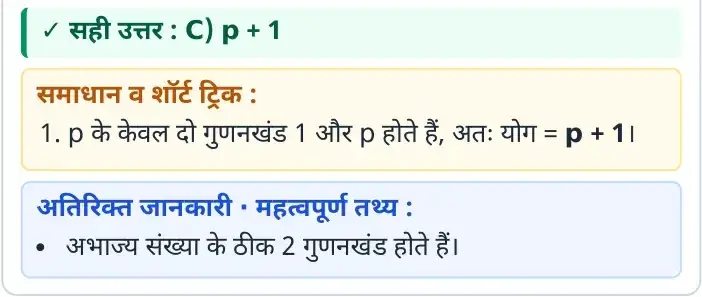 ✓ सही उत्तर : C) p + 1
समाधान व शॉर्ट ट्रिक :
1. p के केवल दो गुणनखंड 1 और p होते हैं, अतः योग = p + 1।
अतिरिक्त जानकारी · महत्वपूर्ण तथ्य :
• अभाज्य संख्या के ठीक 2 गुणनखंड होते हैं।